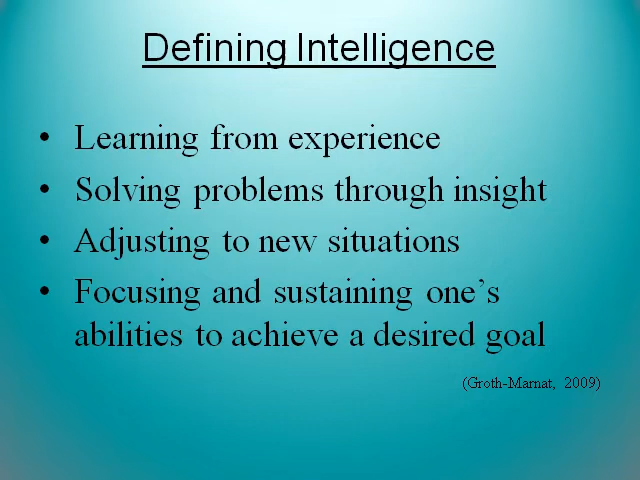 Defining Intelligence
• Learning from experience
• Solving problems through insight
• Adjusting to new situations
• Focusing and sustaining one’s
abilities to achieve a desired goal
(Groth-Marnat, 2009)